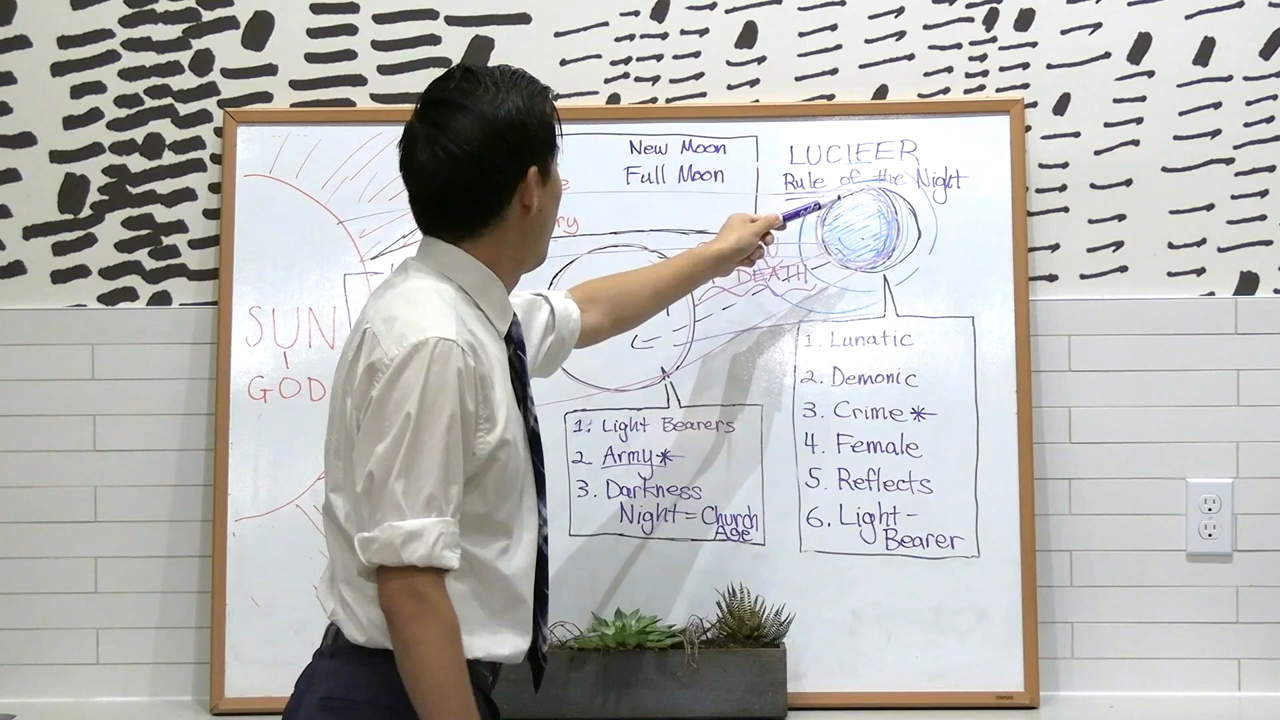 New Moon
Full Moon
LUCIFER
Rule of the Night
DEATH
SUN
GOD
1. Light Bearers
2. Army*
3. Darkness
Night = Church
Age
1. Lunatic
2. Demonic
3. Crime*
4. Female
5. Reflects
6. Light-
Bearer